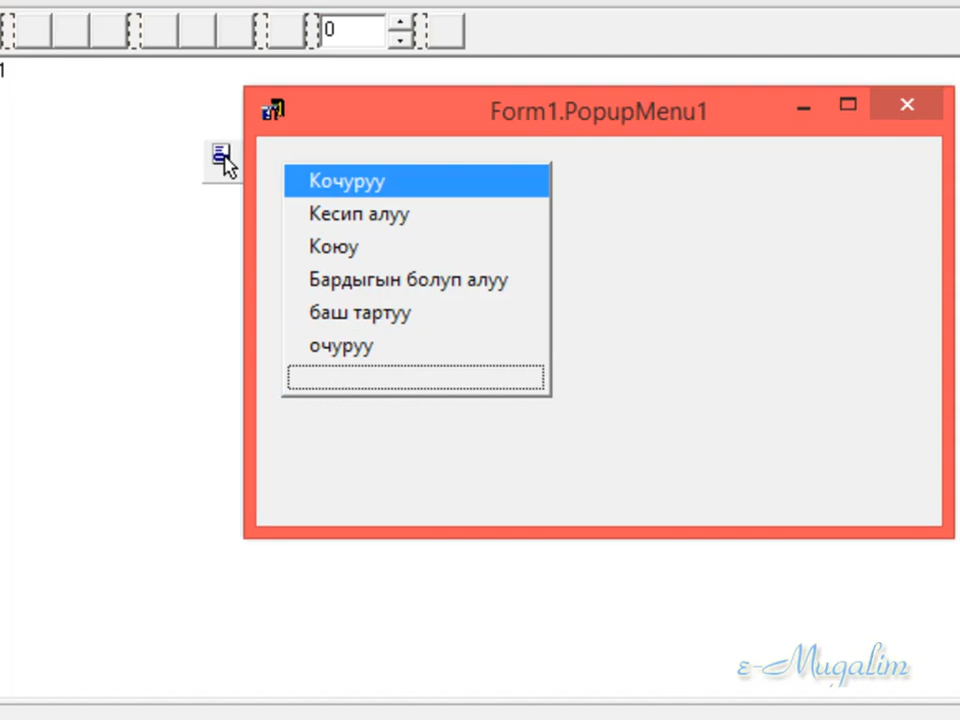 0
1
Form1.PopupMenu1
Кочуруу
Кесип алуу
Коюу
Бардыгын болуп алуу
баш тартуу
очуруу
ε-Mugalim